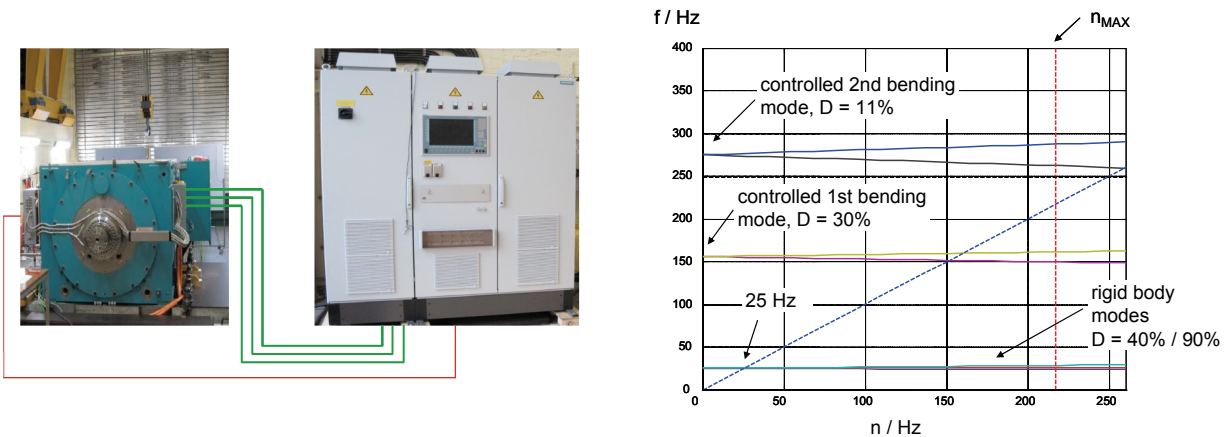 f / Hz
n MAX
400
350
300
250
200
150
100
50
0
controlled 2nd bending
mode, D = 11%
controlled 1st bending
mode, D = 30%
25 Hz
rigid body
modes
D = 40% / 90%
0
50
100
150
200
250
n / Hz